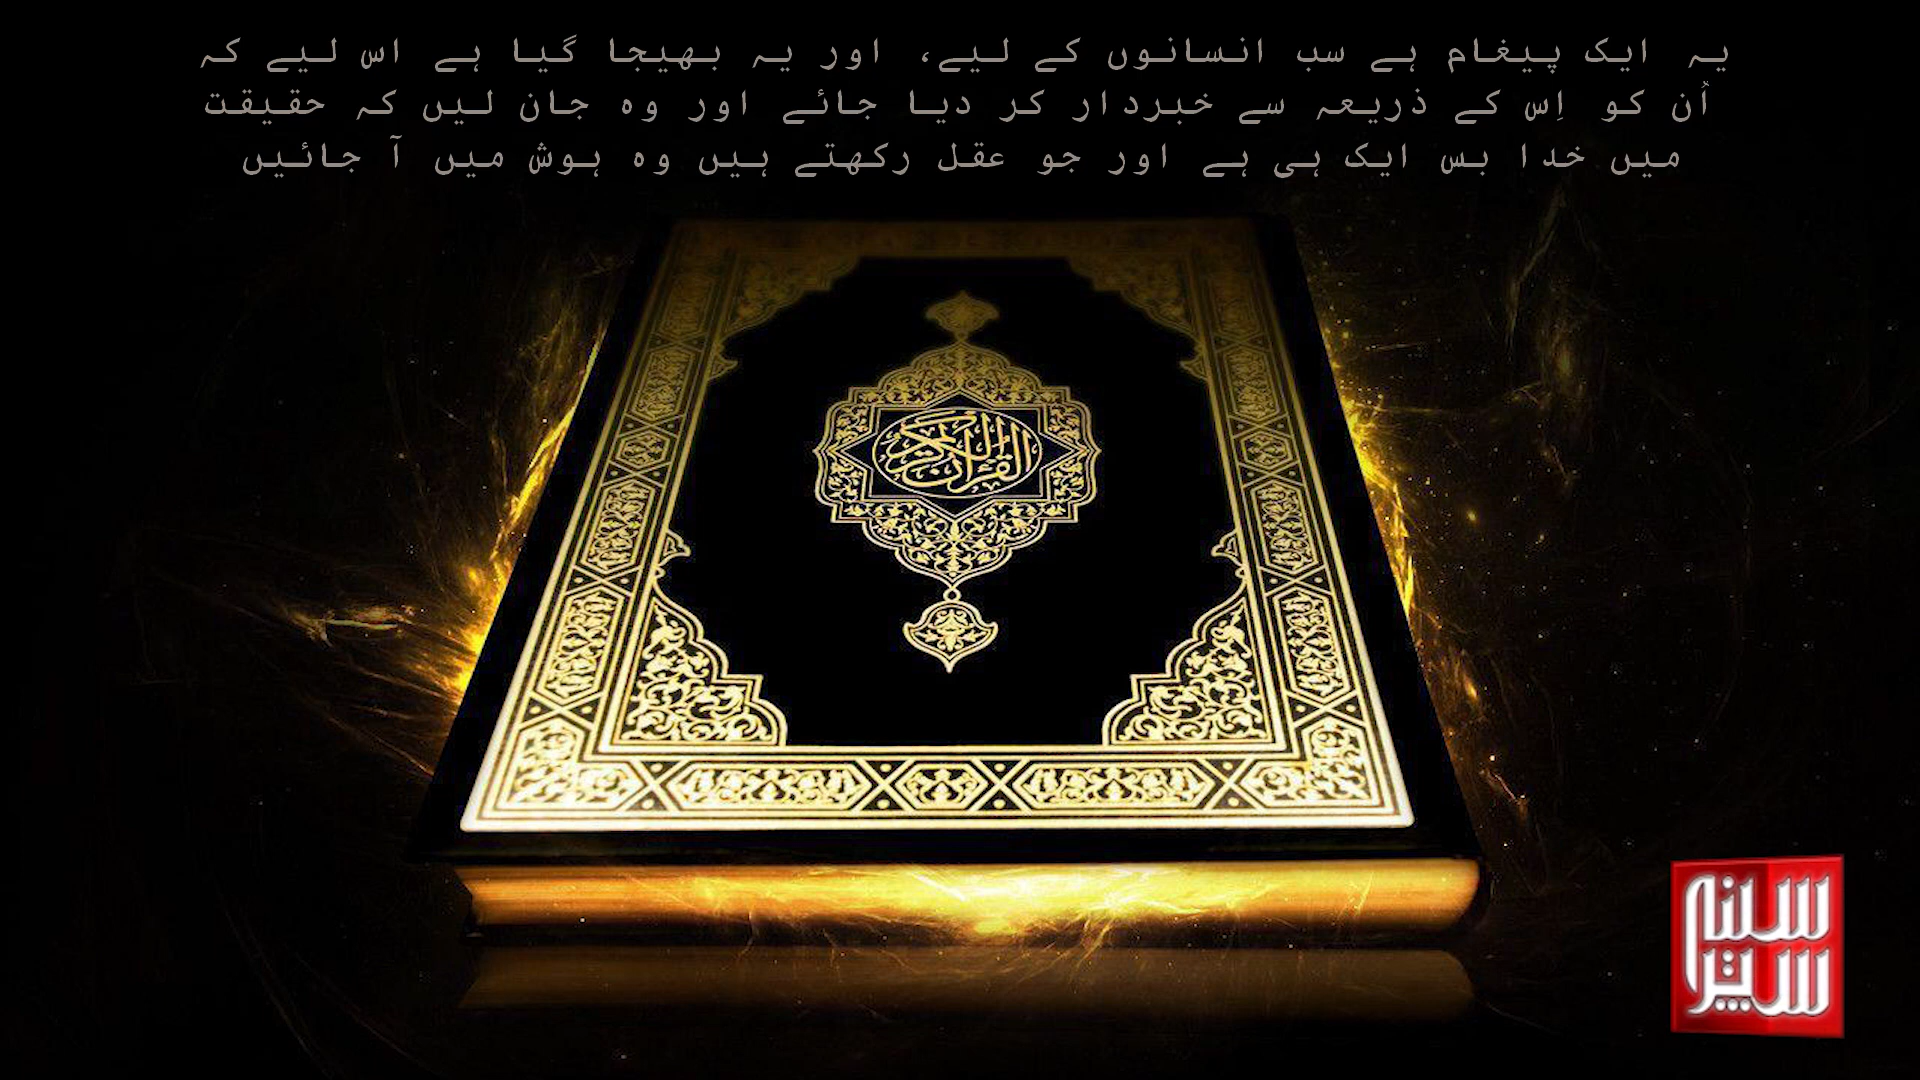 یہ ایک پیغام ہے سب انسانوں کے لیے، اور یہ بھیجا گیا ہے اس لیے کہ
اُن کو اِس کے ذریعہ سے خبردار کر دیا جائے اور وہ جان لیں کہ حقیقت
میں خدا بس ایک ہی ہے اور جو عقل رکھتے ہیں وہ ہوش میں آ جائیں
القرآن الكريم